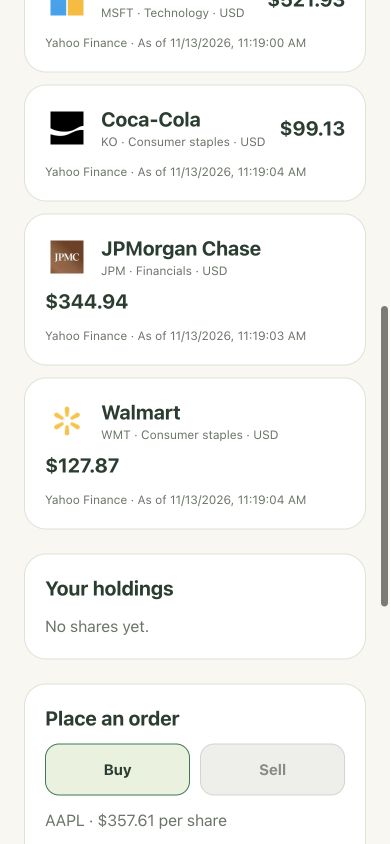 $521.93
MSFT · Technology · USD
Yahoo Finance · As of 11/13/2026, 11:19:00 AM
Coca-Cola
$99.13
KO · Consumer staples · USD
Yahoo Finance · As of 11/13/2026, 11:19:04 AM
JPMC
JPMorgan Chase
JPM · Financials · USD
$344.94
Yahoo Finance · As of 11/13/2026, 11:19:03 AM
Walmart
WMT · Consumer staples · USD
$127.87
Yahoo Finance · As of 11/13/2026, 11:19:04 AM
Your holdings
No shares yet.
Place an order
Buy
Sell
AAPL · $357.61 per share